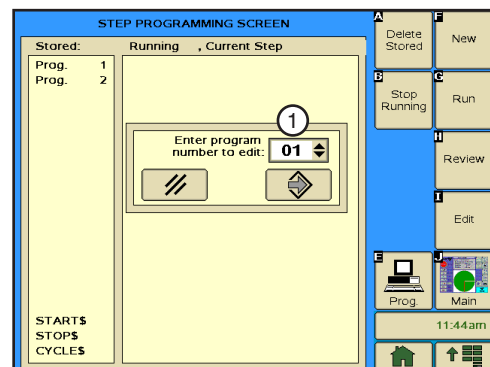 STEP PROGRAMMING SCREEN
Stored:
Running , Current Step
Prog. 1
Prog. 2
START$
STOP$
CYCLE$
1
Enter program
number to edit:
01
A
Delete
Stored
F
New
B
Stop
Running
G
Run
H
Review
I
Edit
E
Prog.
J
Main
11:44am